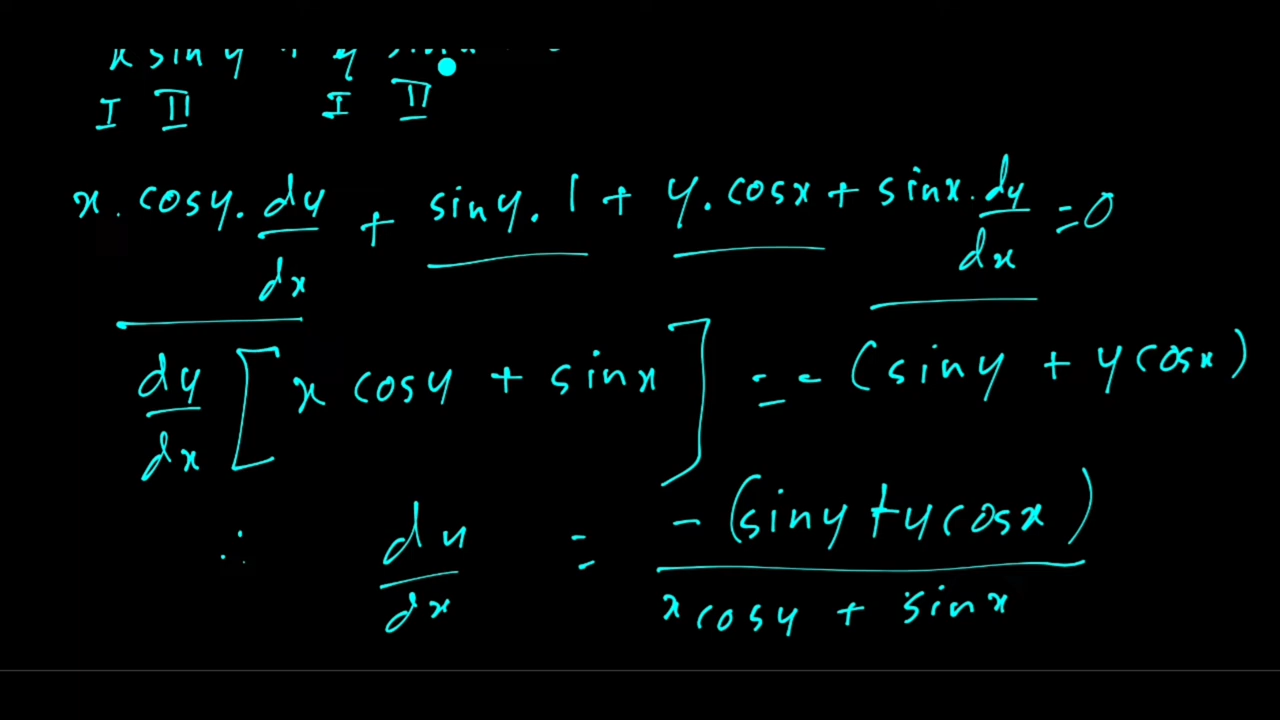 x sin y + y
I II I II
x . cosy . dy/dx + siny . 1 + y . cosx + sinx . dy/dx = 0
dy/dx [ x cosy + sinx ] = - (siny + y cosx)
∴ dy/dx = - (siny + y cosx) / x cosy + sinx